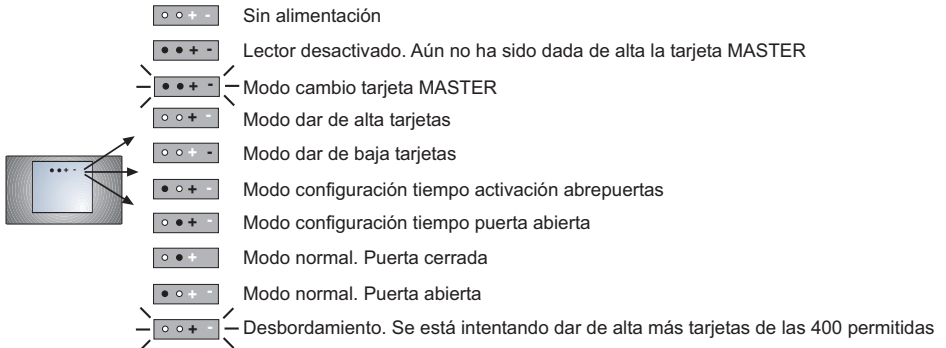 Sin alimentación
Lector desactivado. Aún no ha sido dada de alta la tarjeta MASTER
Modo cambio tarjeta MASTER
Modo dar de alta tarjetas
Modo dar de baja tarjetas
Modo configuración tiempo activación abrepuertas
Modo configuración tiempo puerta abierta
Modo normal. Puerta cerrada
Modo normal. Puerta abierta
Desbordamiento. Se está intentando dar de alta más tarjetas de las 400 permitidas